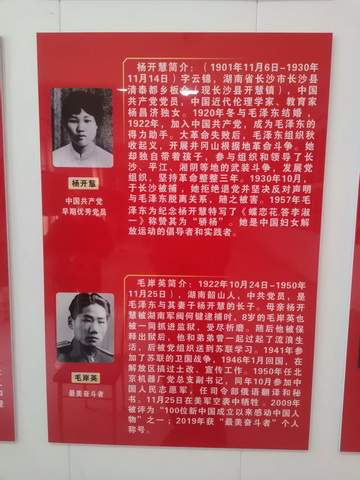 杨开慧简介：（1901年11月6日-1930年
11月14日）字云锦，湖南省长沙市长沙县
清泰都乡板仓（现长沙县开慧镇），中国
共产党党员，中国近代伦理学家、教育家
杨昌济独女。1920年冬与毛泽东结婚，
1922年，加入中国共产党，成为毛泽东的
得力助手。大革命失败后，毛泽东组织秋
收起义，开展井冈山根据地革命斗争。她
却独自带着孩子，参与组织和领导了长
沙、平江、湘阴等地的武装斗争，发展党
组织，坚持革命整整三年。1930年10月，
于长沙被捕，她拒绝退党并坚决反对声明
与毛泽东脱离关系，随之被害。1957年毛
泽东为纪念杨开慧特写了《蝶恋花·答李淑
一》称赞其为“骄杨”。她是中国妇女解
放运动的倡导者和实践者。
杨开慧
中国共产党
早期优秀党员
毛岸英简介：1922年10月24日-1950年
11月25日），湖南韶山人，中共党员，是
毛泽东与其妻子杨开慧的长子。母亲杨开慧
被湖南军阀何键逮捕时，8岁的毛岸英也
被一同抓进监狱，受尽折磨。随后他被保
释出狱后，他和弟弟曾一起过起了流浪生
活，后被党组织送到苏联学习。1941年参
加了苏联的卫国战争，1946年1月回国，在
解放区搞过土改、宣传工作。1950年任北
京机器厂党总支副书记，同年10月参加中
国人民志愿军，任司令部俄语翻译和秘
书。11月25日在美军空袭中牺牲 。2009年
被评为“100位新中国成立以来感动中国人
物”之一；2019年获“最美奋斗者”个人
称号。
毛岸英
最美奋斗者